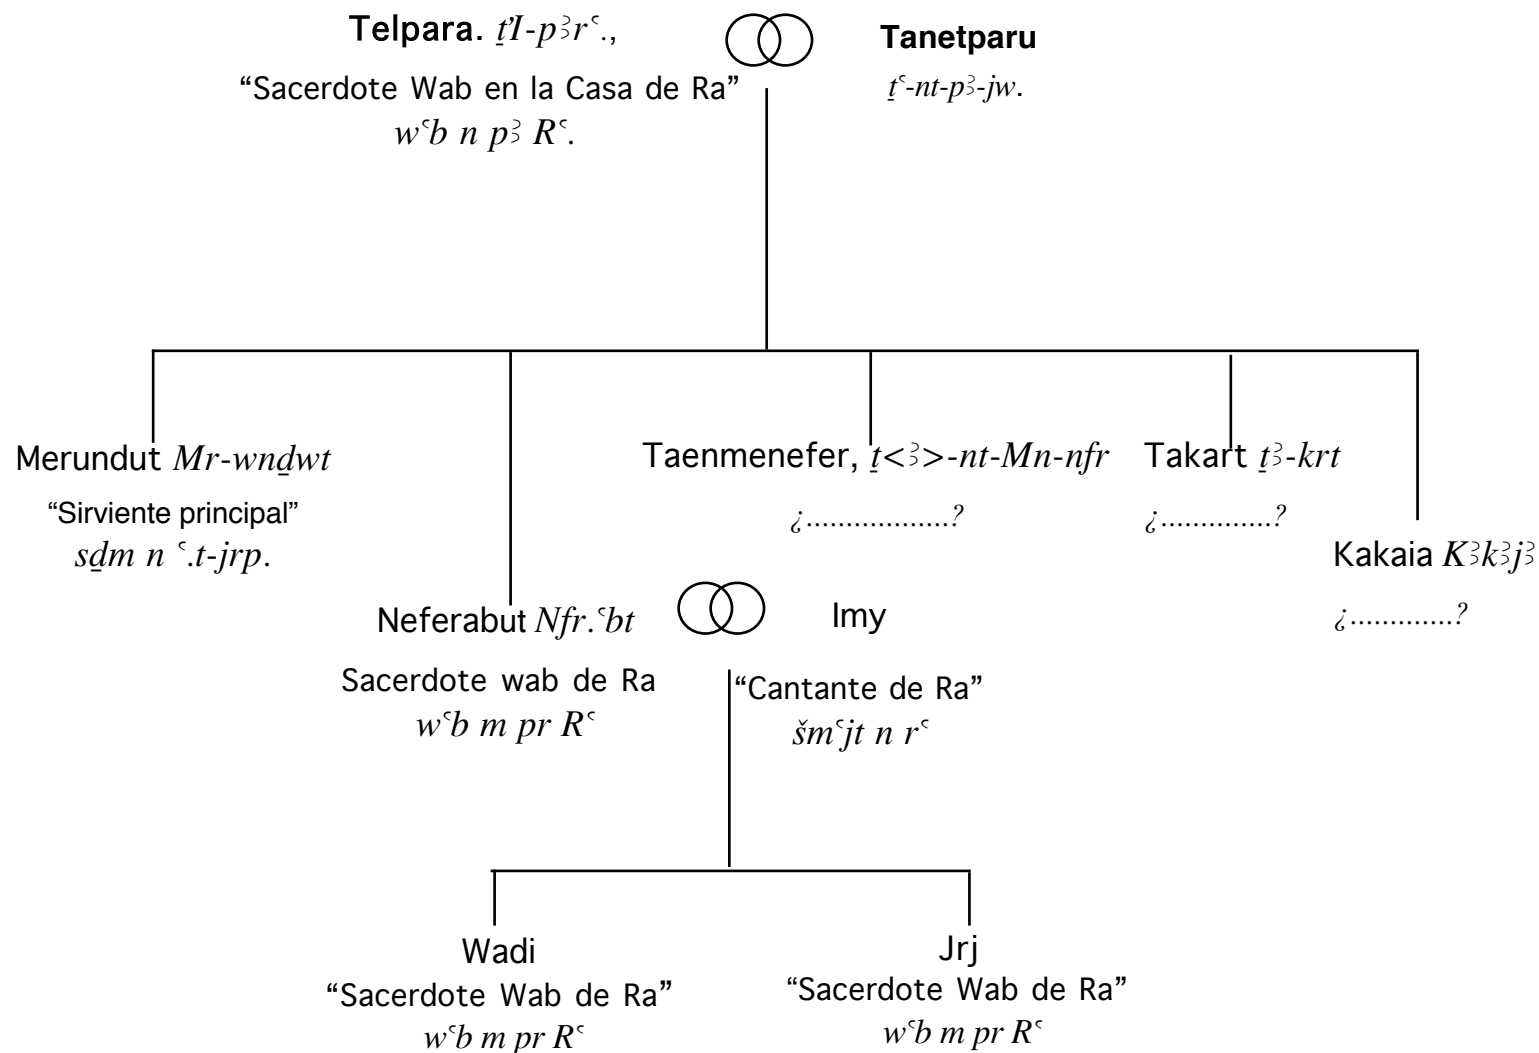 Telpara. ṯ’I-pꜣrꜥ.,
“Sacerdote Wab en la Casa de Ra”
wꜥb n pꜣ Rꜥ.
Tanetparu
ṯꜥ-nt-pꜣ-jw.
Merundut Mr-wnḏwt
“Sirviente principal”
sḏm n ꜥ.t-jrp.
Neferabut Nfr.ꜥbt
Sacerdote wab de Ra
wꜥb m pr Rꜥ
Imy
“Cantante de Ra”
šmꜥjt n rꜥ
Taenmenefer, ṯ<ꜣ>-nt-Mn-nfr
¿..................?
Takart ṯꜣ-krt
¿..............?
Kakaia Kꜣkꜣjꜣ
¿.............?
Wadi
“Sacerdote Wab de Ra”
wꜥb m pr Rꜥ
Jrj
“Sacerdote Wab de Ra”
wꜥb m pr Rꜥ